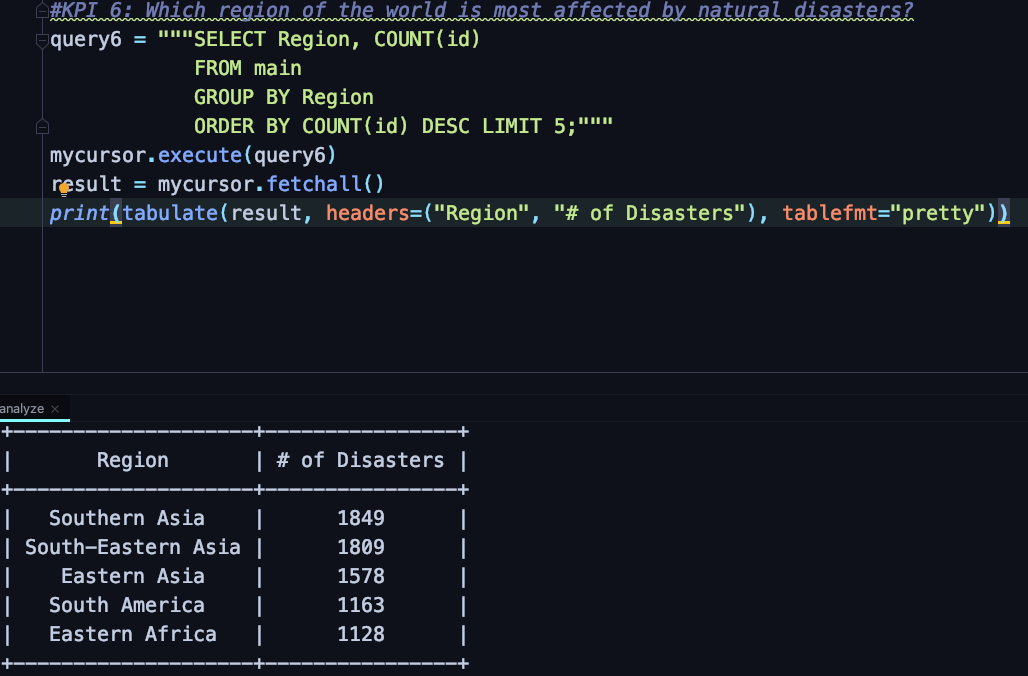 #KPI 6: Which region of the world is most affected by natural disasters?
query6 = """SELECT Region, COUNT(id)
FROM main
GROUP BY Region
ORDER BY COUNT(id) DESC LIMIT 5;"""
mycursor.execute(query6)
result = mycursor.fetchall()
print(tabulate(result, headers=("Region", "# of Disasters"), tablefmt="pretty"))
analyze ×
+--------------------+----------------+
|       Region       | # of Disasters |
+--------------------+----------------+
|   Southern Asia    |      1849      |
| South-Eastern Asia |      1809      |
|    Eastern Asia    |      1578      |
|   South America    |      1163      |
|   Eastern Africa   |      1128      |
+--------------------+----------------+